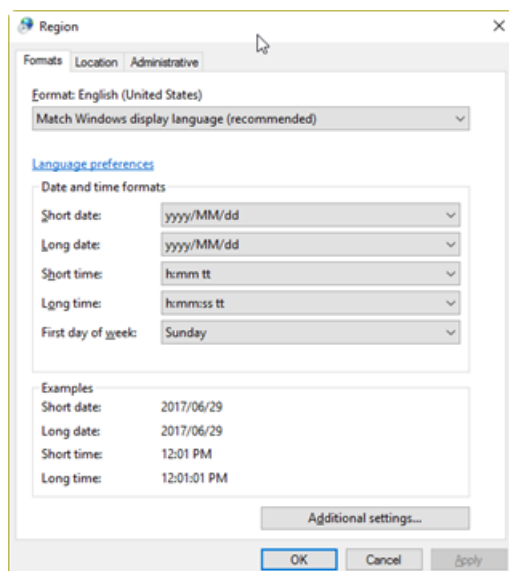 Region
Formats Location Administrative
Format: English (United States)
Match Windows display language (recommended)
Language preferences
Date and time formats
Short date: yyyy/MM/dd
Long date: yyyy/MM/dd
Short time: h:mm tt
Long time: h:mm:ss tt
First day of week: Sunday
Examples
Short date: 2017/06/29
Long date: 2017/06/29
Short time: 12:01 PM
Long time: 12:01:01 PM
Additional settings...
OK Cancel Apply